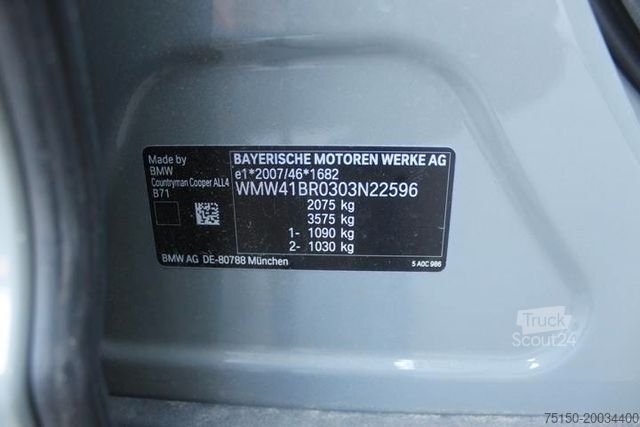 Made by
BMW
Countryman Cooper ALL4
B71
BAYERISCHE MOTOREN WERKE AG
e1*2007/46*1682
WMW41BR0303N22596
2075 kg
3575 kg
1- 1090 kg
2- 1030 kg
BMW AG DE-80788 München
5 A0C 986
Truck
Scout24
75150-20034400